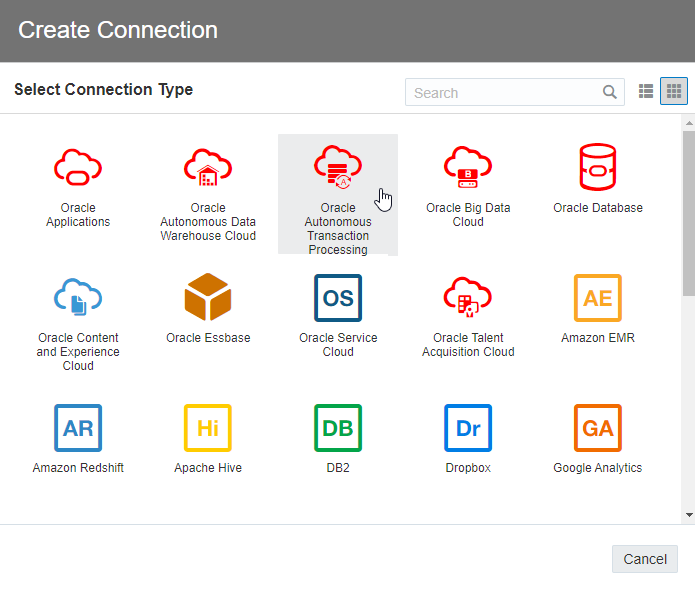 Create Connection
Select Connection Type
Search
Oracle
Applications
Oracle
Autonomous Data
Warehouse Cloud
A
Oracle
Autonomous
Transaction
Processing
B
Oracle Big Data
Cloud
Oracle Database
Oracle Content
and Experience
Cloud
Oracle Essbase
OS
Oracle Service
Cloud
Oracle Talent
Acquisition Cloud
AE
Amazon EMR
AR
Amazon Redshift
Hi
Apache Hive
DB
DB2
Dr
Dropbox
GA
Google Analytics
Cancel